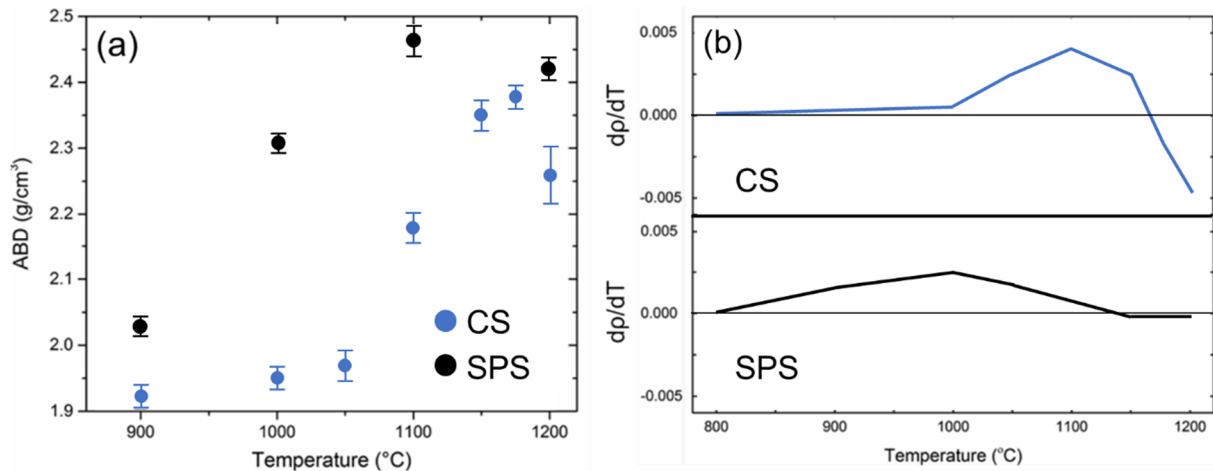 (a)
2.5
2.4
2.3
2.2
2.1
2.0
1.9
ABD (g/cm³)
CS
SPS
900
1000
1100
1200
Temperature (°C)
(b)
0.005
0.000
-0.005
dρ/dT
CS
0.005
0.000
-0.005
dρ/dT
SPS
800
900
1000
1100
1200
Temperature (°C)